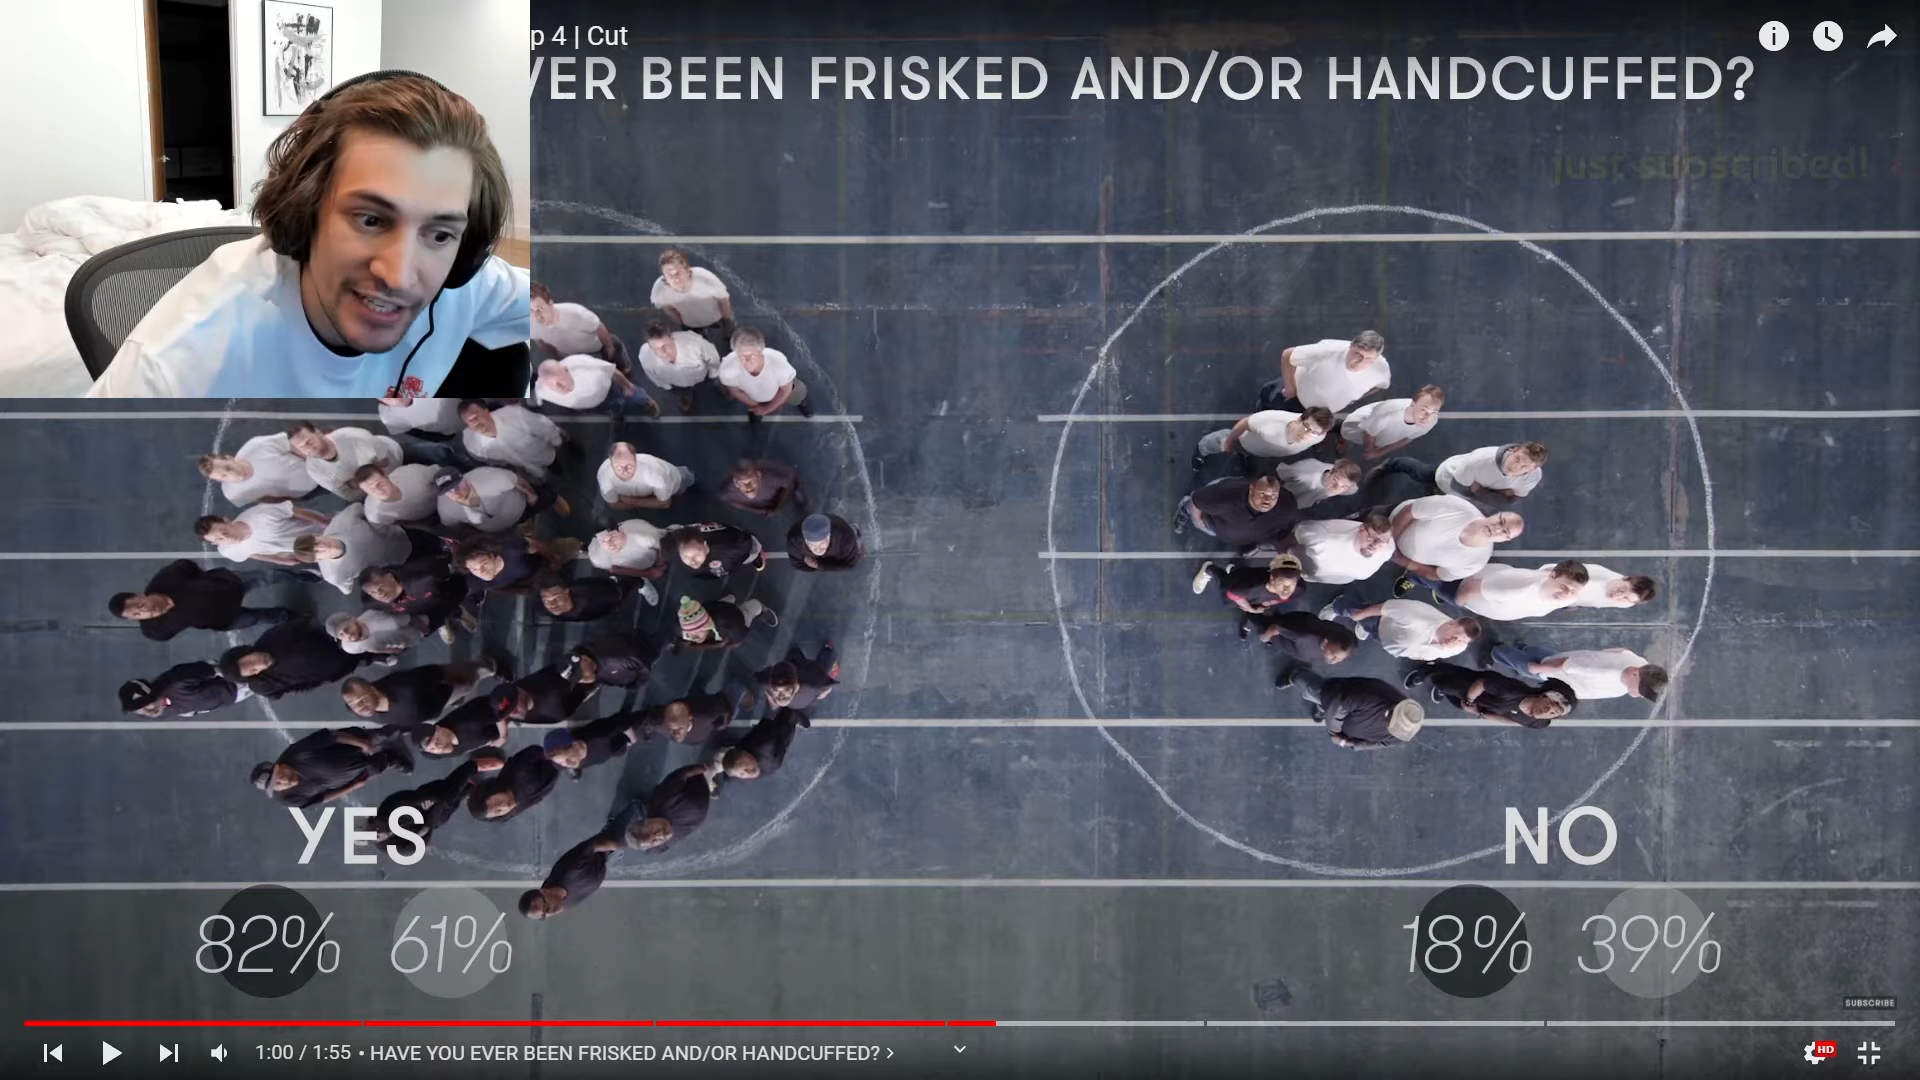 p 4 | Cut
VER BEEN FRISKED AND/OR HANDCUFFED?
just subscribed!
YES
NO
82% 61%
18% 39%
SUBSCRIBE
1:00 / 1:55 • HAVE YOU EVER BEEN FRISKED AND/OR HANDCUFFED? ›
HD